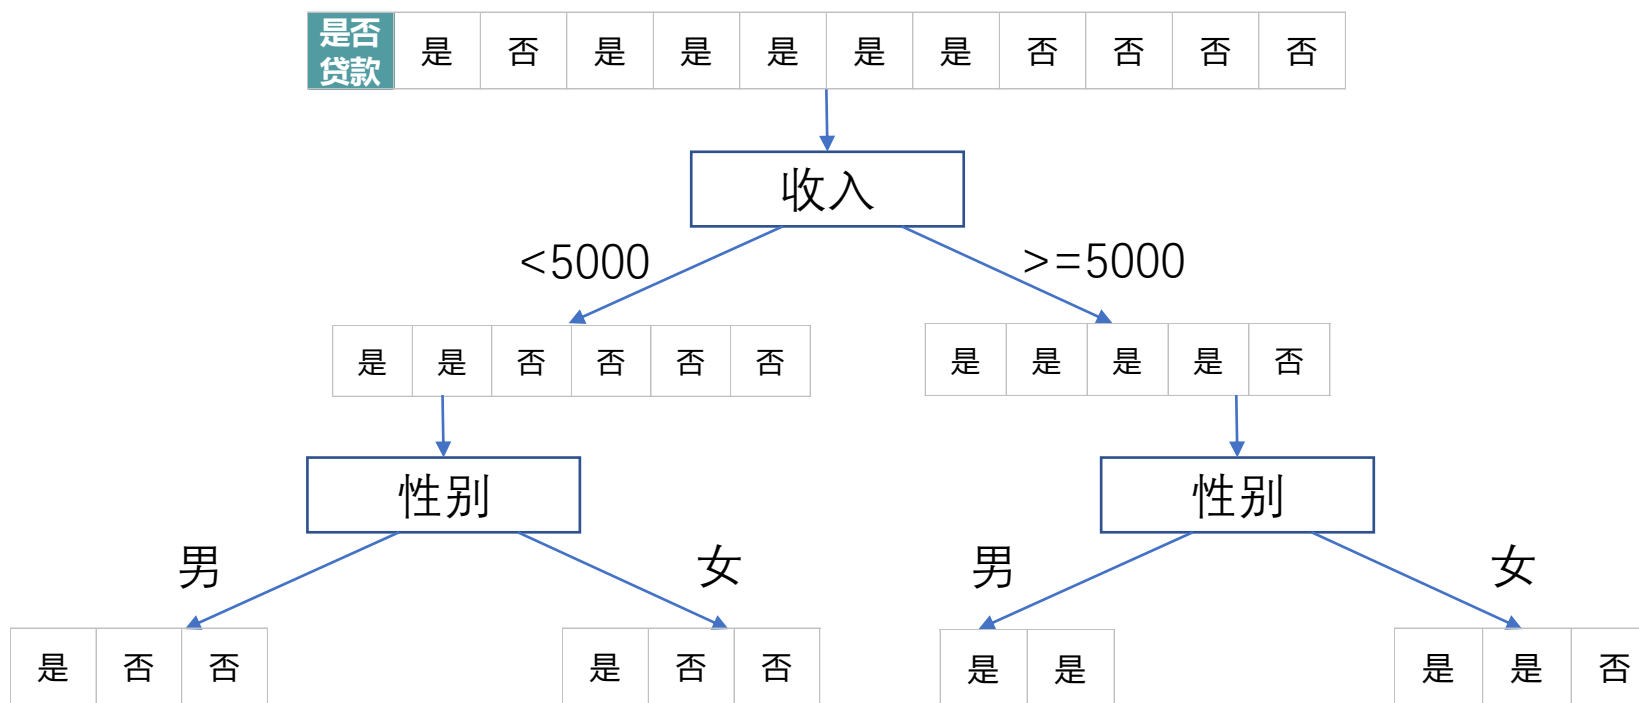 是否
贷款
是 否 是 是 是 是 是 否 否 否 否
收入
<5000
>=5000
是 是 否 否 否 否
是 是 是 是 否
性别
性别
男
女
男
女
是 否 否
是 否 否
是 是
是 是 否